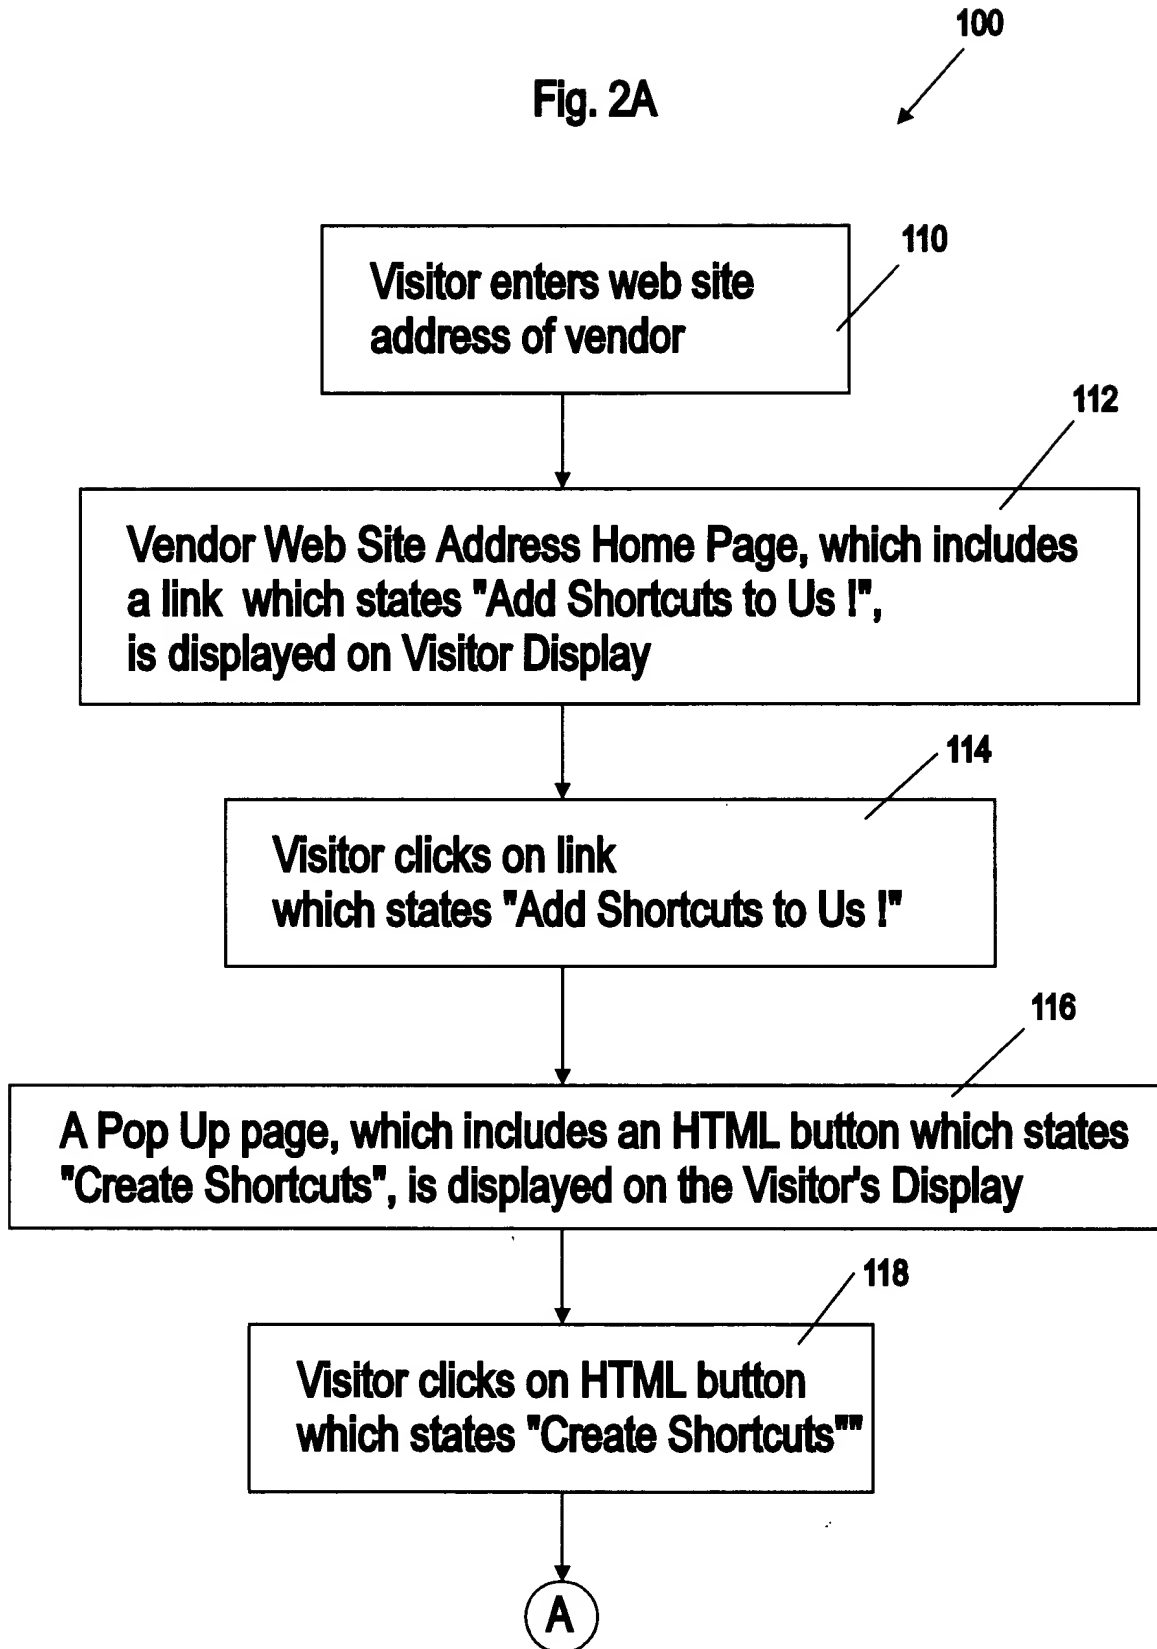 100
Fig. 2A
110
Visitor enters web site
address of vendor
112
Vendor Web Site Address Home Page, which includes
a link which states "Add Shortcuts to Us !",
is displayed on Visitor Display
114
Visitor clicks on link
which states "Add Shortcuts to Us !"
116
A Pop Up page, which includes an HTML button which states
"Create Shortcuts", is displayed on the Visitor's Display
118
Visitor clicks on HTML button
which states "Create Shortcuts""
A